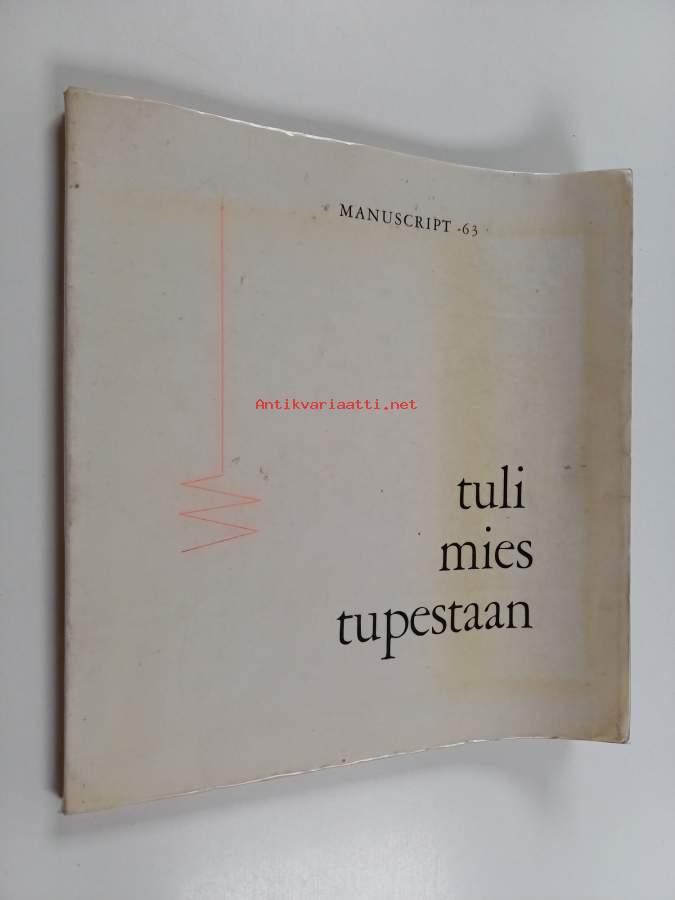 MANUSCRIPT -63
Antikvariaatti.net
tuli
mies
tupestaan